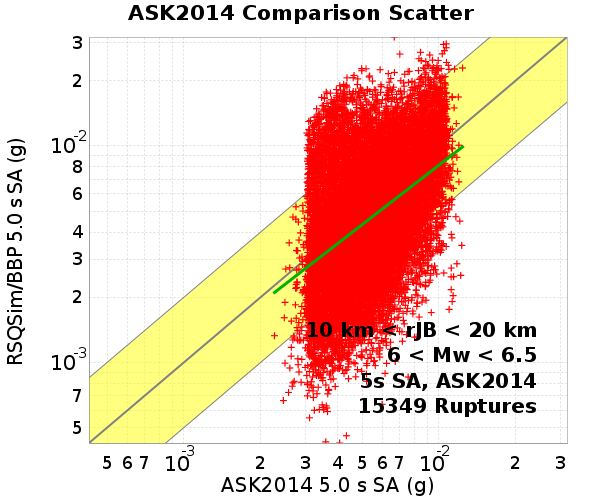 ASK2014 Comparison Scatter
RSQSim/BBP 5.0 s SA (g)
3
2
10-2
8
6
4
3
2
10-3
7
5
10 km < rJB < 20 km
6 < Mw < 6.5
5s SA, ASK2014
15349 Ruptures
5 6 7 10-3 2 3 4 5 6 7 10-2 2 3
ASK2014 5.0 s SA (g)